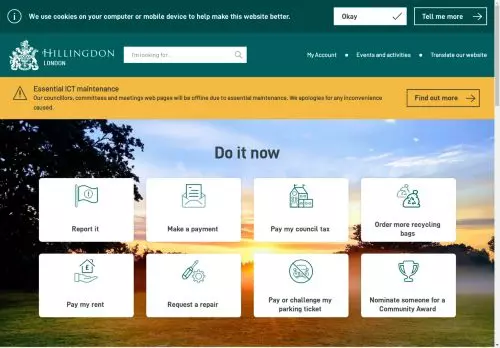 We use cookies on your computer or mobile device to help make this website better.
Okay
Tell me more
HILLINGDON
LONDON
I'm looking for...
My Account
Events and activities
Translate our website
Essential ICT maintenance
Our councillors, committees and meetings web pages will be offline due to essential maintenance. We apologies for any inconvenience
caused.
Find out more
Do it now
Report it
Make a payment
Pay my council tax
Order more recycling
bags
Pay my rent
Request a repair
Pay or challenge my
parking ticket
Nominate someone for a
Community Award